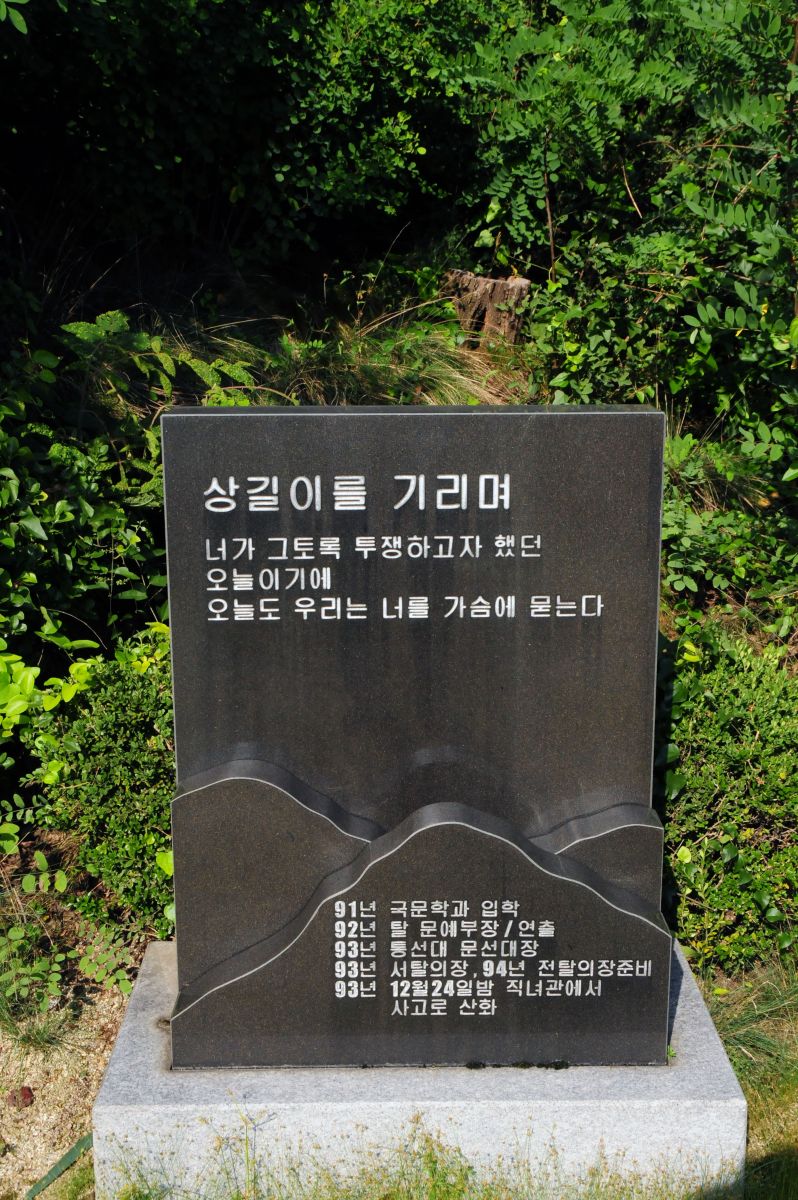 상길이를 기리며
너가 그토록 투쟁하고자 했던
오늘이기에
오늘도 우리는 너를 가슴에 묻는다
91년 국문학과 입학
92년 탈 문예부장/연출
93년 통선대 문선대장
93년 서탈의장, 94년 전탈의장준비
93년 12월24일밤 직녀관에서
사고로 산화